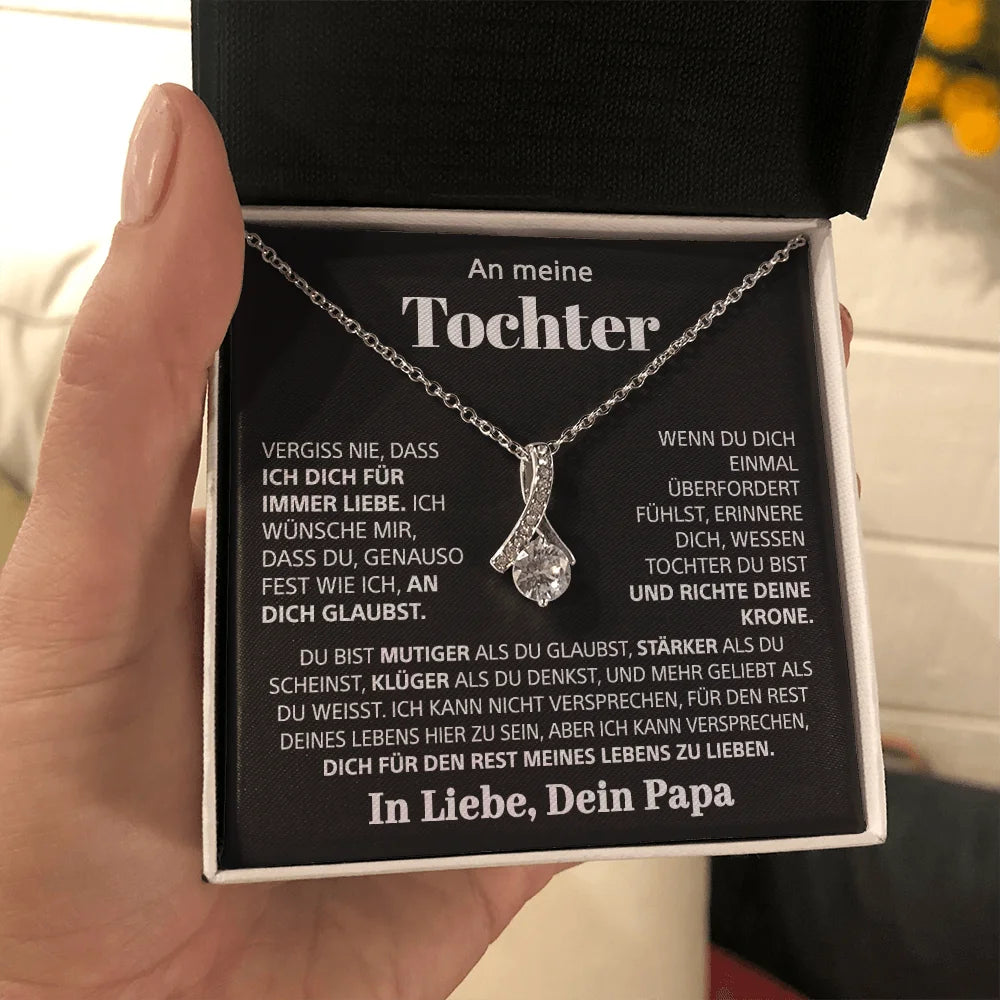 An meine
Tochter
VERGISS NIE, DASS
ICH DICH FÜR
IMMER LIEBE. ICH
WÜNSCHE MIR,
DASS DU, GENAUSO
FEST WIE ICH, AN
DICH GLAUBST.
WENN DU DICH
EINMAL
ÜBERFORDERT
FÜHLST, ERINNERE
DICH, WESSEN
TOCHTER DU BIST
UND RICHTE DEINE
KRONE.
DU BIST MUTIGER ALS DU GLAUBST, STÄRKER ALS DU
SCHEINST, KLÜGER ALS DU DENKST, UND MEHR GELIEBT ALS
DU WEISST. ICH KANN NICHT VERSPRECHEN, FÜR DEN REST
DEINES LEBENS HIER ZU SEIN, ABER ICH KANN VERSPRECHEN,
DICH FÜR DEN REST MEINES LEBENS ZU LIEBEN.
In Liebe, Dein Papa